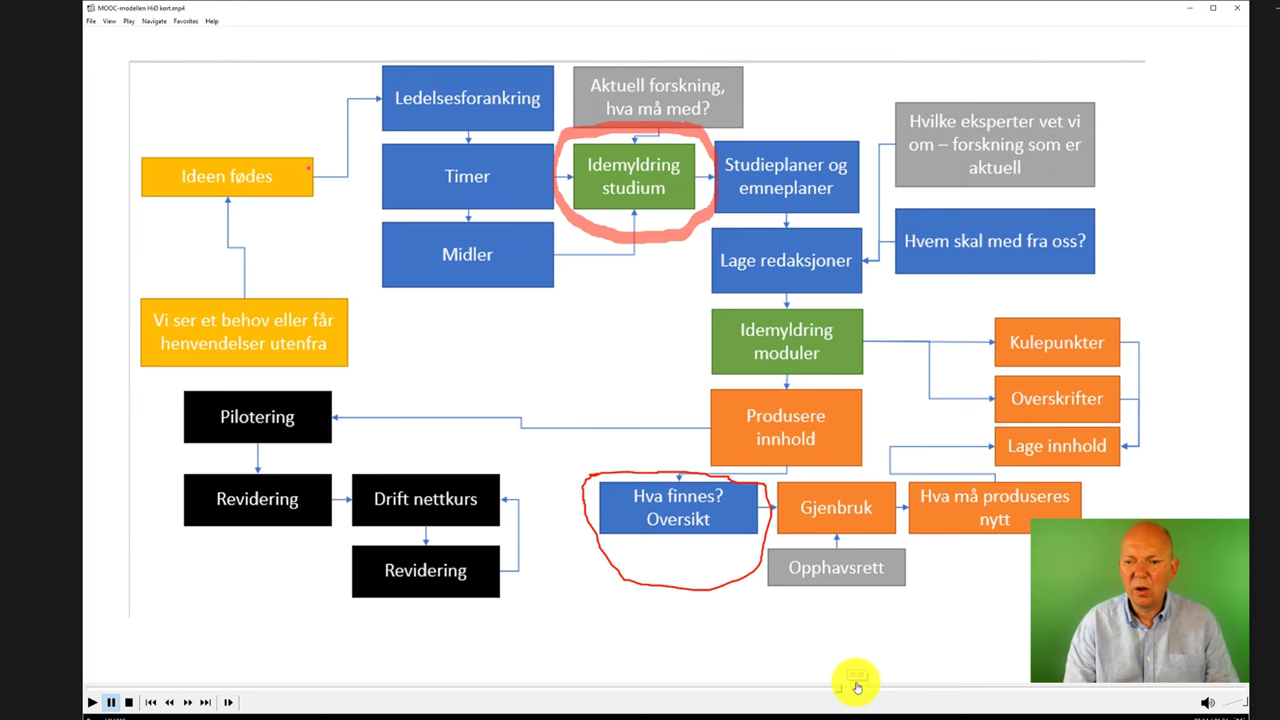 MOOC-modellen HiØ kort.mp4
File View Play Navigate Favorites Help
Ledelsesforankring
Aktuell forskning,
hva må med?
Hvilke eksperter vet vi
om – forskning som er
aktuell
Ideen fødes
Timer
Idemyldring
studium
Studieplaner og
emneplaner
Midler
Lage redaksjoner
Hvem skal med fra oss?
Vi ser et behov eller får
henvendelser utenfra
Idemyldring
moduler
Kulepunkter
Overskrifter
Pilotering
Produsere
innhold
Lage innhold
Revidering
Drift nettkurs
Hva finnes?
Oversikt
Gjenbruk
Hva må produseres
nytt
Revidering
Opphavsrett